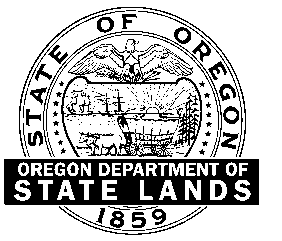 STATE OF OREGON
OREGON DEPARTMENT OF
STATE LANDS
1859